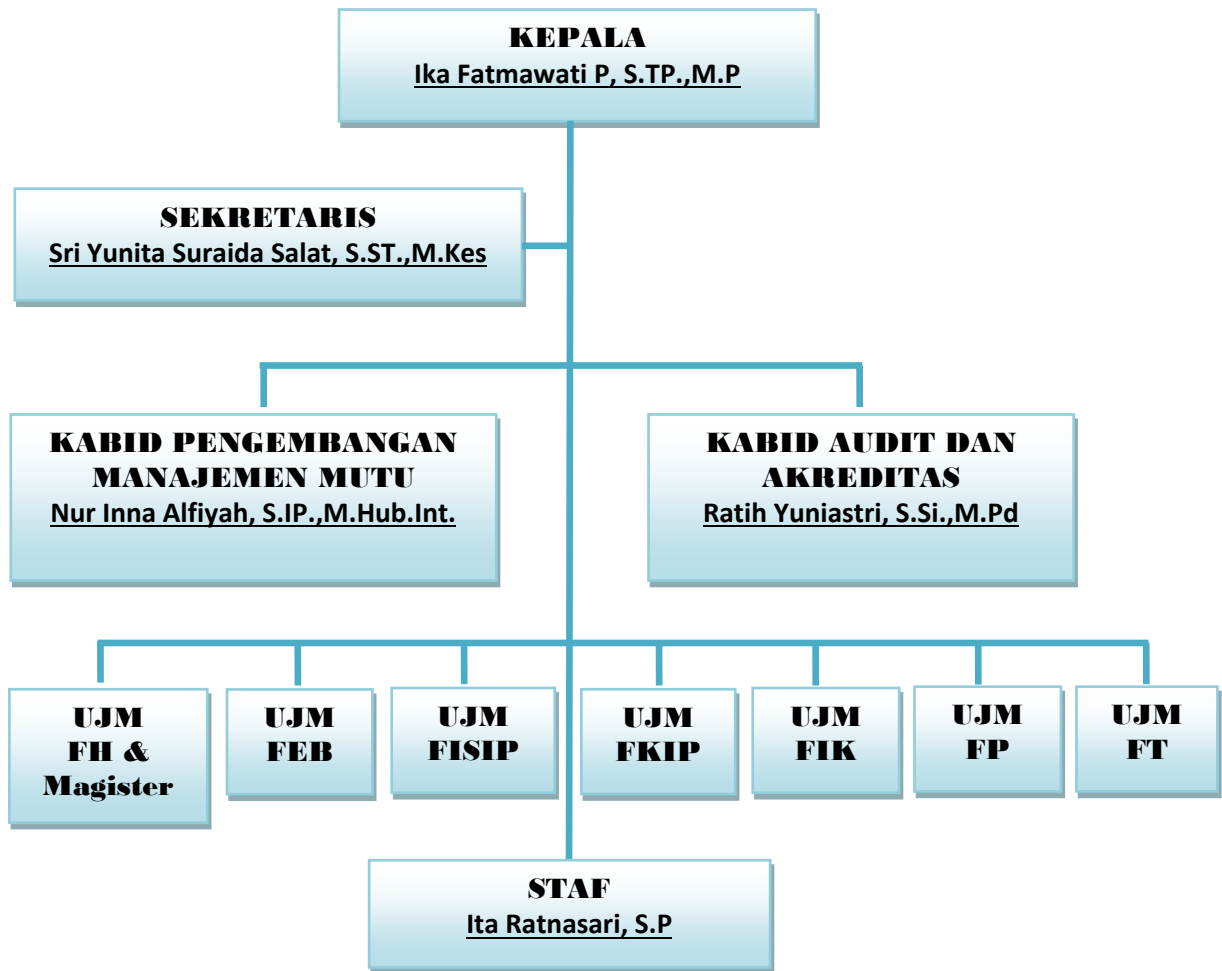 KEPALA
Ika Fatmawati P, S.TP.,M.P
SEKRETARIS
Sri Yunita Suraida Salat, S.ST.,M.Kes
KABID PENGEMBANGAN
MANAJEMEN MUTU
Nur Inna Alfiyah, S.IP.,M.Hub.Int.
KABID AUDIT DAN
AKREDITAS
Ratih Yuniastri, S.Si.,M.Pd
UJM
FH &
Magister
UJM
FEB
UJM
FISIP
UJM
FKIP
UJM
FIK
UJM
FP
UJM
FT
STAF
Ita Ratnasari, S.P